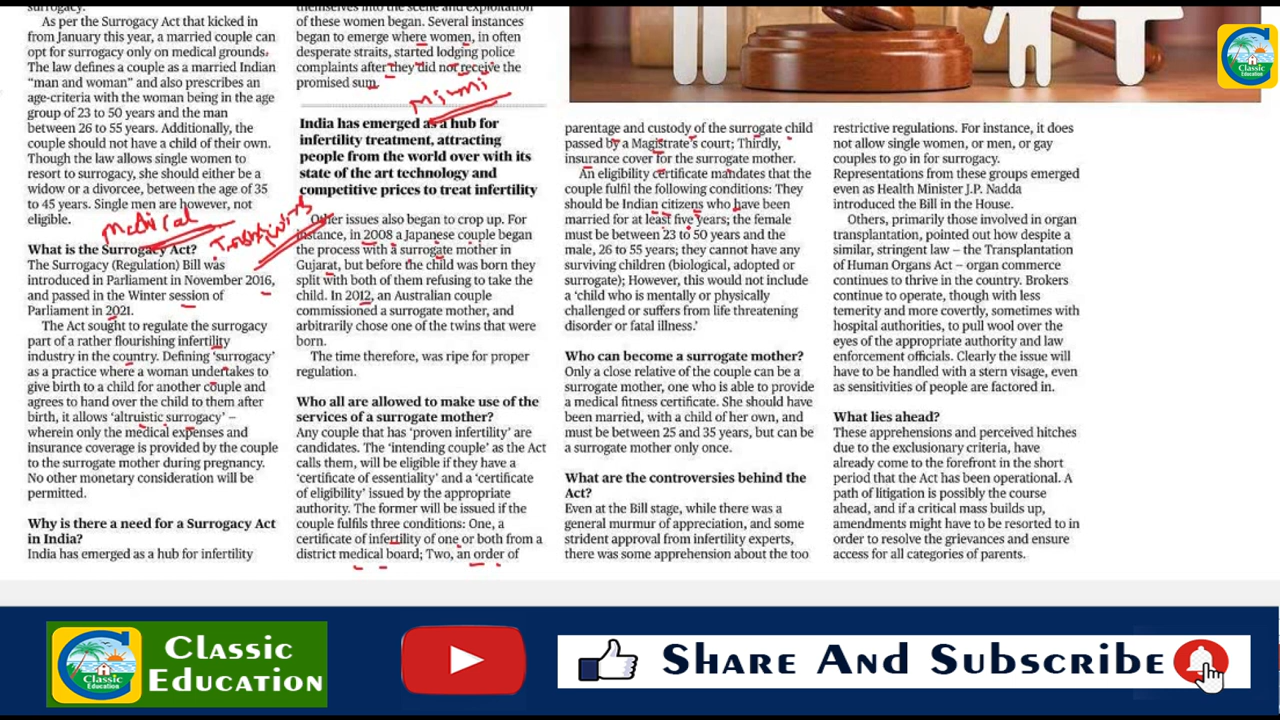 surrogacy.
As per the Surrogacy Act that kicked in
from January this year, a married couple can
opt for surrogacy only on medical grounds.
The law defines a couple as a married Indian
“man and woman” and also prescribes an
age-criteria with the woman being in the age
group of 23 to 50 years and the man
between 26 to 55 years. Additionally, the
couple should not have a child of their own.
Though the law allows single women to
resort to surrogacy, she should either be a
widow or a divorcee, between the age of 35
to 45 years. Single men are however, not
eligible.
Medical
What is the Surrogacy Act?
The Surrogacy (Regulation) Bill was
introduced in Parliament in November 2016,
and passed in the Winter session of
Parliament in 2021.
The Act sought to regulate the surrogacy
part of a rather flourishing infertility
industry in the country. Defining ‘surrogacy’
as a practice where a woman undertakes to
give birth to a child for another couple and
agrees to hand over the child to them after
birth, it allows ‘altruistic surrogacy’ –
wherein only the medical expenses and
insurance coverage is provided by the couple
to the surrogate mother during pregnancy.
No other monetary consideration will be
permitted.
Why is there a need for a Surrogacy Act
in India?
India has emerged as a hub for infertility
themselves into the scene and exploitation
of these women began. Several instances
began to emerge where women, in often
desperate straits, started lodging police
complaints after they did not receive the
promised sum.
India has emerged as a hub for
infertility treatment, attracting
people from the world over with its
state of the art technology and
competitive prices to treat infertility
Other issues also began to crop up. For
instance, in 2008 a Japanese couple began
the process with a surrogate mother in
Gujarat, but before the child was born they
split with both of them refusing to take the
child. In 2012, an Australian couple
commissioned a surrogate mother, and
arbitrarily chose one of the twins that were
born.
The time therefore, was ripe for proper
regulation.
Who all are allowed to make use of the
services of a surrogate mother?
Any couple that has ‘proven infertility’ are
candidates. The ‘intending couple’ as the Act
calls them, will be eligible if they have a
‘certificate of essentiality’ and a ‘certificate
of eligibility’ issued by the appropriate
authority. The former will be issued if the
couple fulfils three conditions: One, a
certificate of infertility of one or both from a
district medical board; Two, an order of
parentage and custody of the surrogate child
passed by a Magistrate’s court; Thirdly,
insurance cover for the surrogate mother.
An eligibility certificate mandates that the
couple fulfil the following conditions: They
should be Indian citizens who have been
married for at least five years; the female
must be between 23 to 50 years and the
male, 26 to 55 years; they cannot have any
surviving children (biological, adopted or
surrogate); However, this would not include
a ‘child who is mentally or physically
challenged or suffers from life threatening
disorder or fatal illness.’
Who can become a surrogate mother?
Only a close relative of the couple can be a
surrogate mother, one who is able to provide
a medical fitness certificate. She should have
been married, with a child of her own, and
must be between 25 and 35 years, but can be
a surrogate mother only once.
What are the controversies behind the
Act?
Even at the Bill stage, while there was a
general murmur of appreciation, and some
strident approval from infertility experts,
there was some apprehension about the too
restrictive regulations. For instance, it does
not allow single women, or men, or gay
couples to go in for surrogacy.
Representations from these groups emerged
even as Health Minister J.P. Nadda
introduced the Bill in the House.
Others, primarily those involved in organ
transplantation, pointed out how despite a
similar, stringent law – the Transplantation
of Human Organs Act – organ commerce
continues to thrive in the country. Brokers
continue to operate, though with less
temerity and more covertly, sometimes with
hospital authorities, to pull wool over the
eyes of the appropriate authority and law
enforcement officials. Clearly the issue will
have to be handled with a stern visage, even
as sensitivities of people are factored in.
What lies ahead?
These apprehensions and perceived hitches
due to the exclusionary criteria, have
already come to the forefront in the short
period that the Act has been operational. A
path of litigation is possibly the course
ahead, and if a critical mass builds up,
amendments might have to be resorted to in
order to resolve the grievances and ensure
access for all categories of parents.
Classic
Education
Classic
Education
Classic
Education
Share And Subscribe